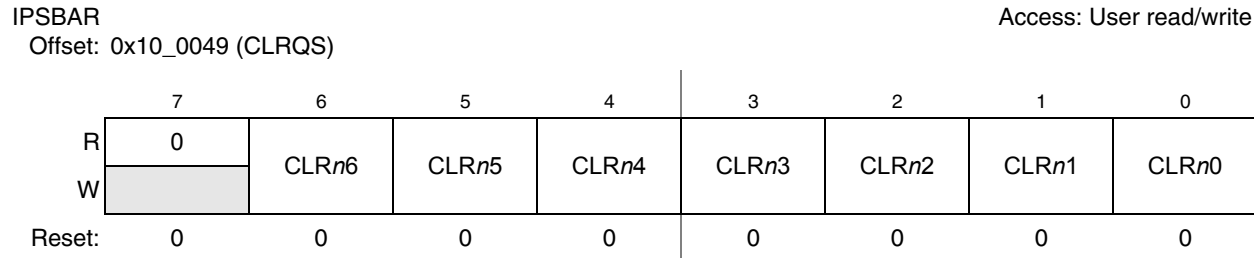 IPSBAR Access: User read/write
Offset: 0x10_0049 (CLRQS)
7 6 5 4 3 2 1 0
R 0 CLRn6 CLRn5 CLRn4 CLRn3 CLRn2 CLRn1 CLRn0
W
Reset: 0 0 0 0 0 0 0 0